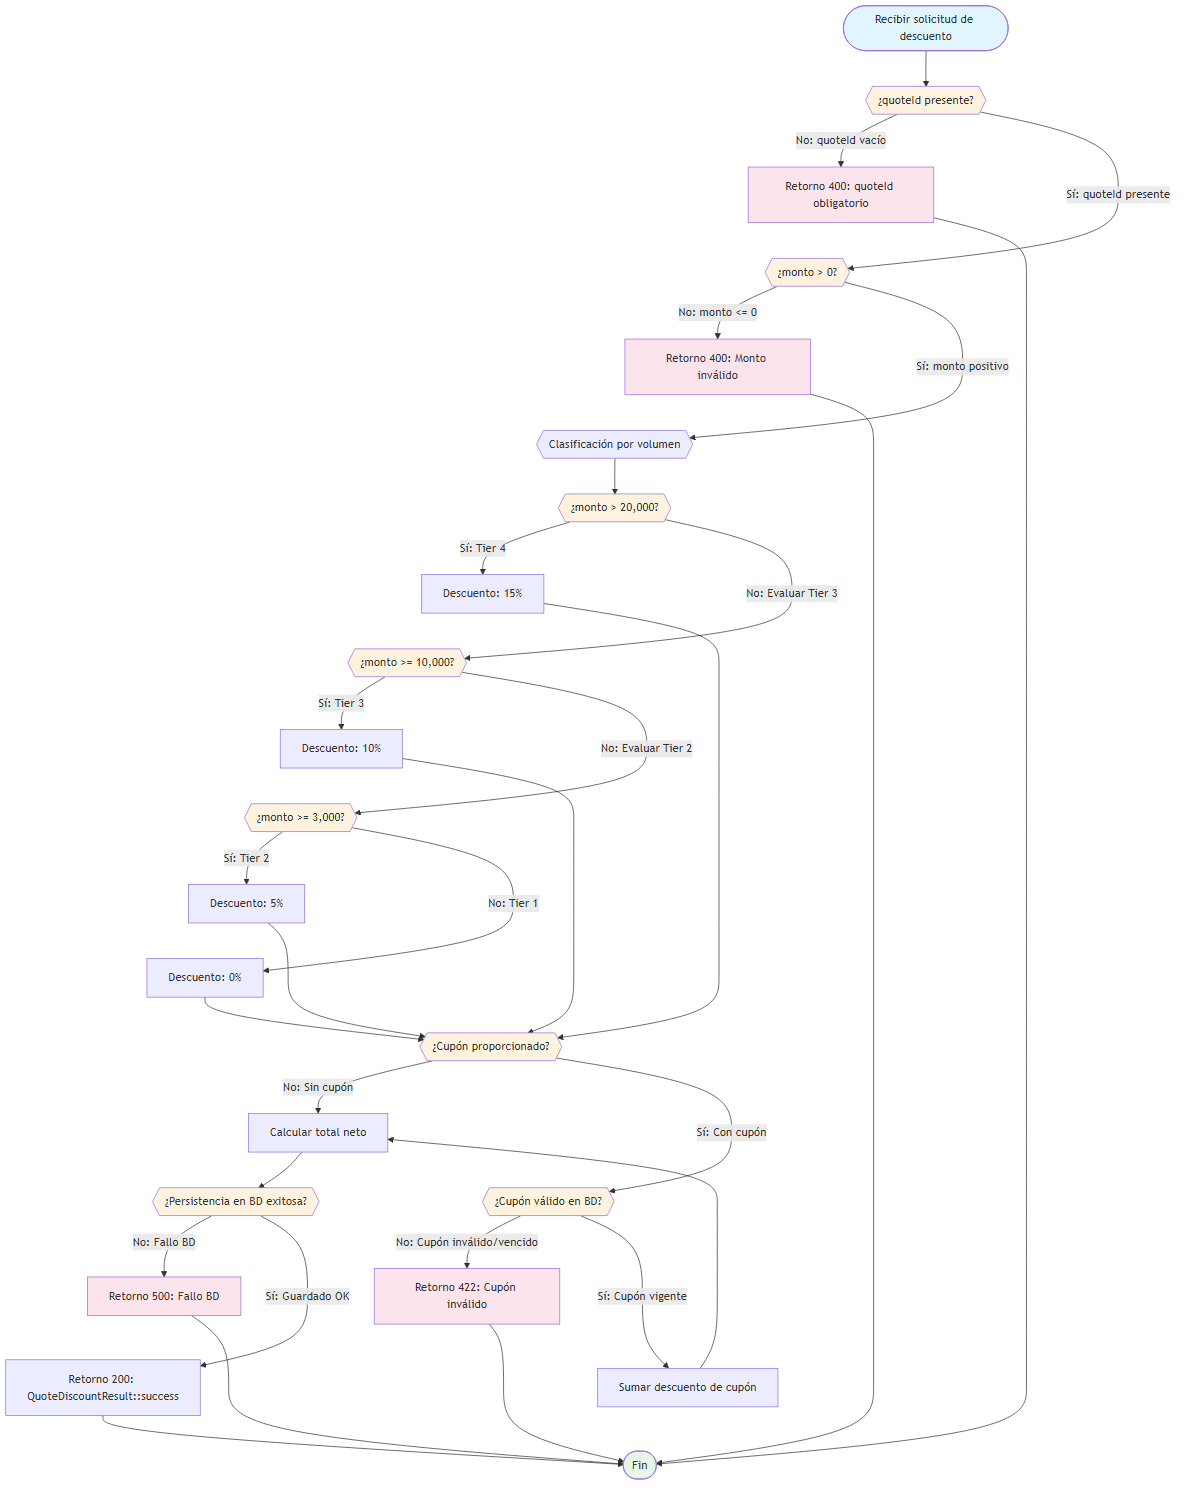 Recibir solicitud de
descuento
¿quoteId presente?
No: quoteId vacío
Retorno 400: quoteId
obligatorio
Sí: quoteId presente
¿monto > 0?
No: monto <= 0
Retorno 400: Monto
inválido
Sí: monto positivo
Clasificación por volumen
¿monto > 20,000?
Sí: Tier 4
Descuento: 15%
No: Evaluar Tier 3
¿monto >= 10,000?
Sí: Tier 3
Descuento: 10%
No: Evaluar Tier 2
¿monto >= 3,000?
Sí: Tier 2
Descuento: 5%
No: Tier 1
Descuento: 0%
¿Cupón proporcionado?
No: Sin cupón
Calcular total neto
Sí: Con cupón
¿Persistencia en BD exitosa?
¿Cupón válido en BD?
No: Fallo BD
No: Cupón inválido/vencido
Retorno 500: Fallo BD
Sí: Guardado OK
Retorno 422: Cupón
inválido
Sí: Cupón vigente
Retorno 200:
QuoteDiscountResult::success
Sumar descuento de cupón
Fin